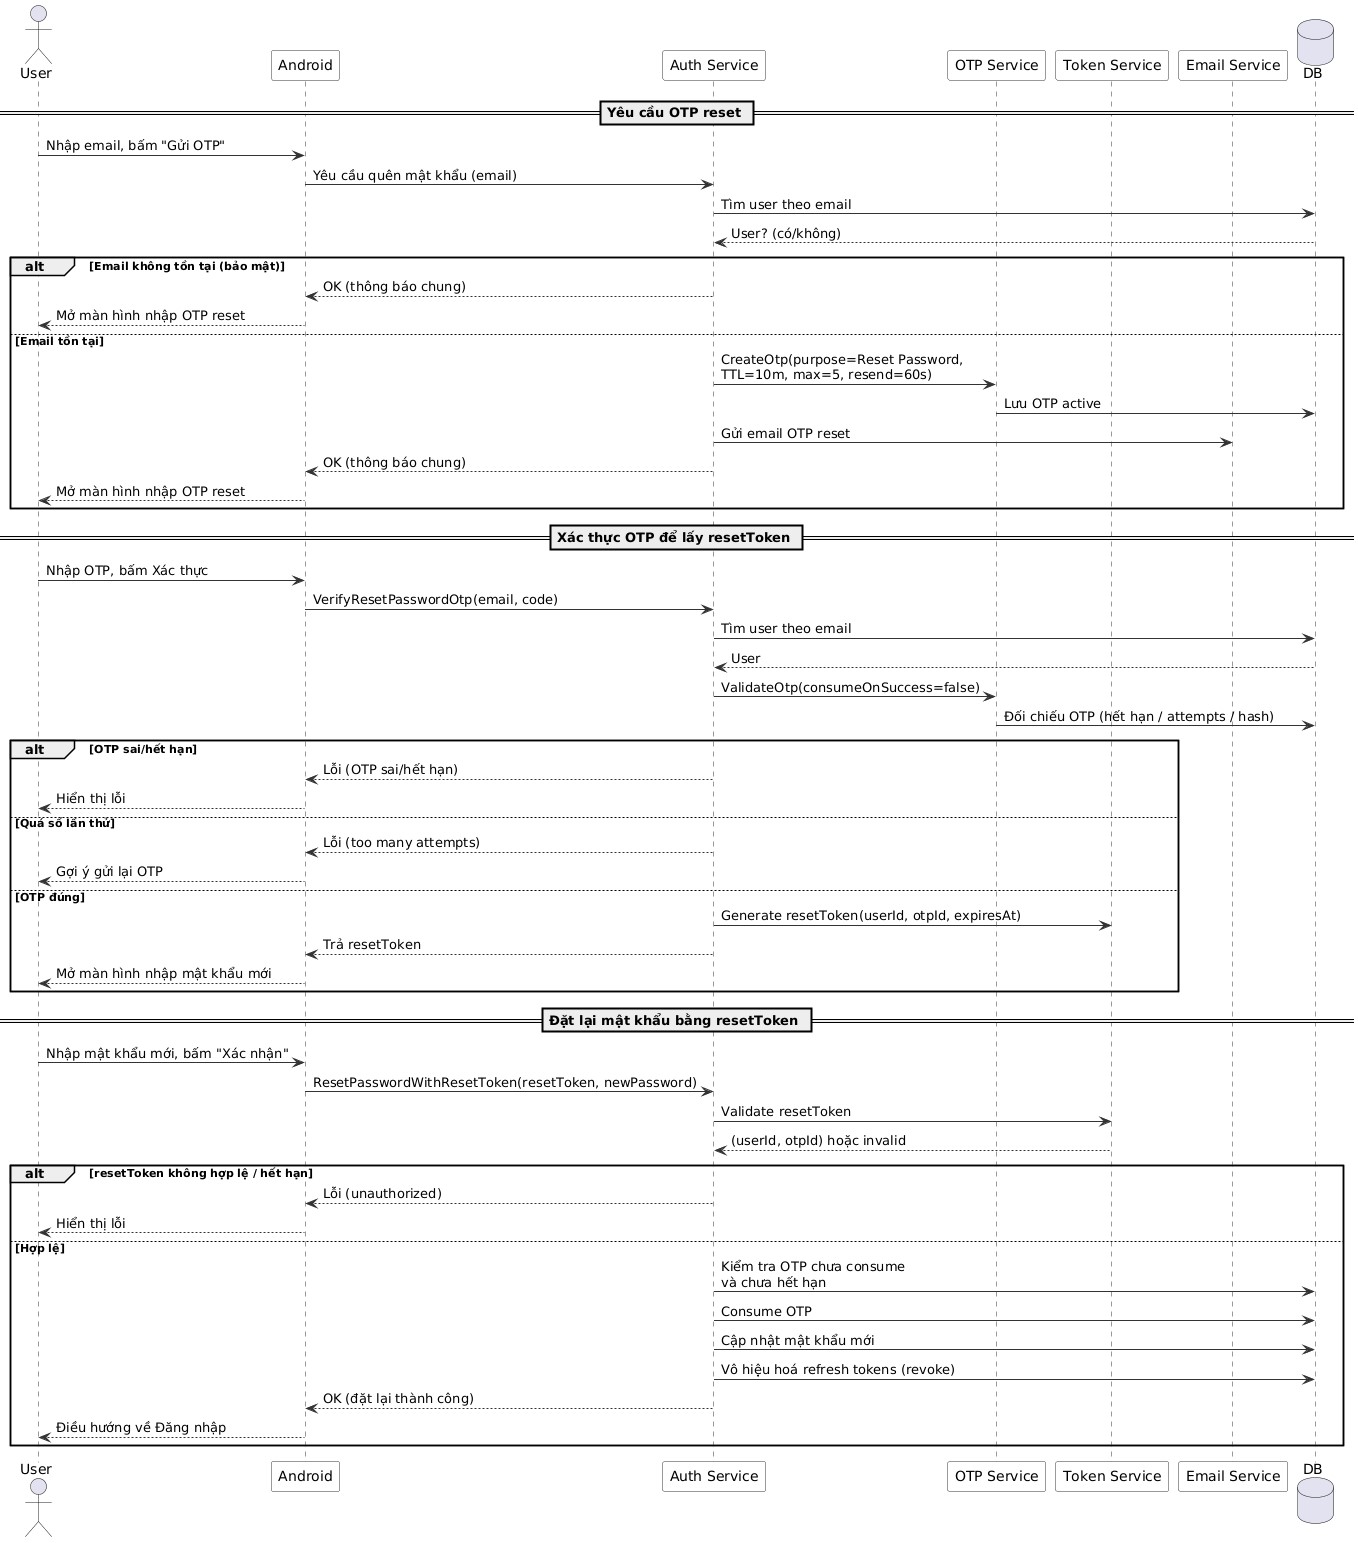 User
Android
Auth Service
OTP Service
Token Service
Email Service
DB
Yêu cầu OTP reset
Nhập email, bấm "Gửi OTP"
Yêu cầu quên mật khẩu (email)
Tìm user theo email
User? (có/không)
alt
[Email không tồn tại (bảo mật)]
OK (thông báo chung)
Mở màn hình nhập OTP reset
[Email tồn tại]
CreateOtp(purpose=Reset Password,
TTL=10m, max=5, resend=60s)
Lưu OTP active
Gửi email OTP reset
OK (thông báo chung)
Mở màn hình nhập OTP reset
Xác thực OTP để lấy resetToken
Nhập OTP, bấm Xác thực
VerifyResetPasswordOtp(email, code)
Tìm user theo email
User
ValidateOtp(consumeOnSuccess=false)
Đối chiếu OTP (hết hạn / attempts / hash)
alt
[OTP sai/hết hạn]
Lỗi (OTP sai/hết hạn)
Hiển thị lỗi
[Quá số lần thử]
Lỗi (too many attempts)
Gợi ý gửi lại OTP
[OTP đúng]
Generate resetToken(userId, otpId, expiresAt)
Trả resetToken
Mở màn hình nhập mật khẩu mới
Đặt lại mật khẩu bằng resetToken
Nhập mật khẩu mới, bấm "Xác nhận"
ResetPasswordWithResetToken(resetToken, newPassword)
Validate resetToken
(userId, otpId) hoặc invalid
alt
[resetToken không hợp lệ / hết hạn]
Lỗi (unauthorized)
Hiển thị lỗi
[Hợp lệ]
Kiểm tra OTP chưa consume
và chưa hết hạn
Consume OTP
Cập nhật mật khẩu mới
Vô hiệu hoá refresh tokens (revoke)
OK (đặt lại thành công)
Điều hướng về Đăng nhập
User
Android
Auth Service
OTP Service
Token Service
Email Service
DB